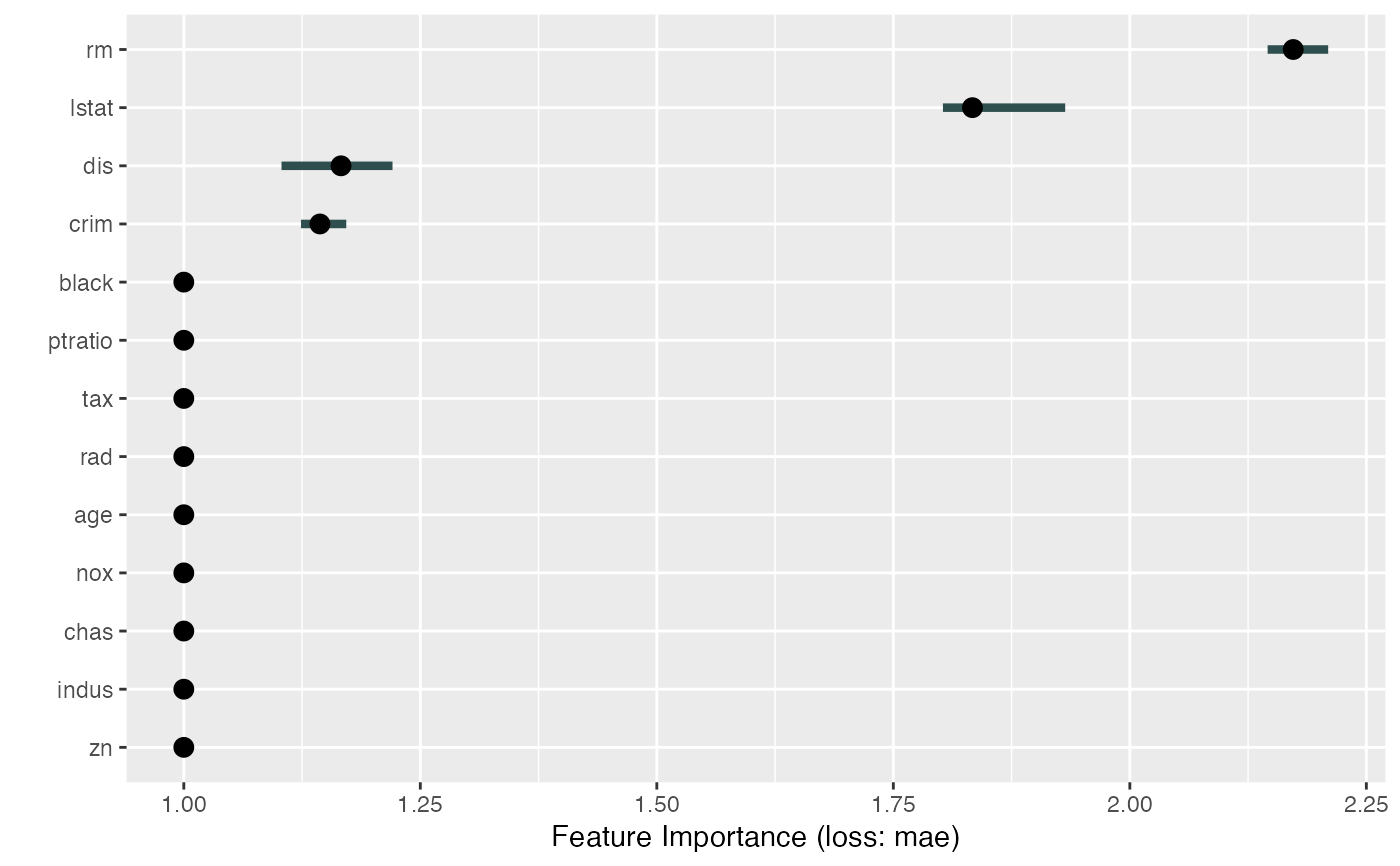 rm
lstat
dis
crim
black
ptratio
tax
rad
age
nox
chas
indus
zn
1.00 1.25 1.50 1.75 2.00 2.25
Feature Importance (loss: mae)